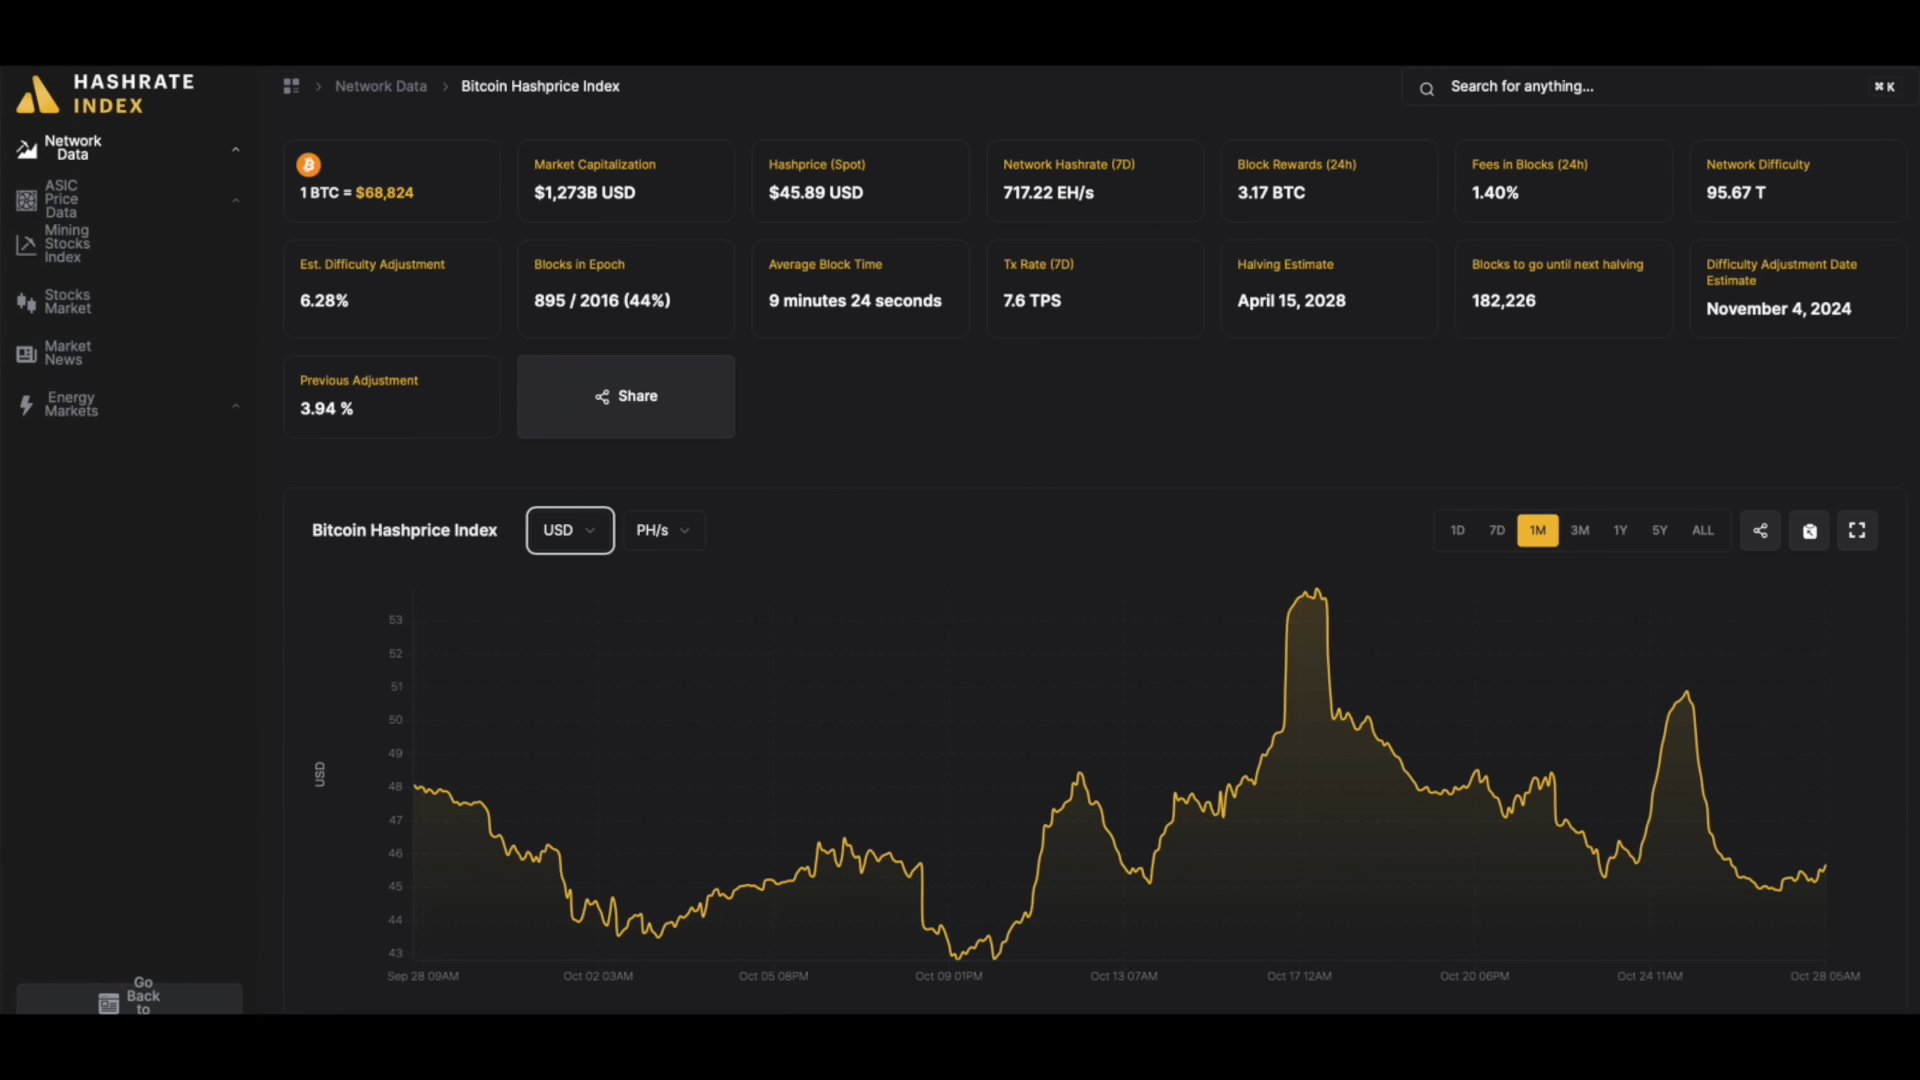 HASHRATE
INDEX
Network Data
Bitcoin Hashprice Index
Search for anything...
⌘ K
Network
Data
ASIC
Price
Data
Mining
Stocks
Index
Stocks
Market
Market
News
Energy
Markets
Go
Back
to
1 BTC = $68,824
Market Capitalization
$1,273B USD
Hashprice (Spot)
$45.89 USD
Network Hashrate (7D)
717.22 EH/s
Block Rewards (24h)
3.17 BTC
Fees in Blocks (24h)
1.40%
Network Difficulty
95.67 T
Est. Difficulty Adjustment
6.28%
Blocks in Epoch
895 / 2016 (44%)
Average Block Time
9 minutes 24 seconds
Tx Rate (7D)
7.6 TPS
Halving Estimate
April 15, 2028
Blocks to go until next halving
182,226
Difficulty Adjustment Date
Estimate
November 4, 2024
Previous Adjustment
3.94 %
Share
Bitcoin Hashprice Index
USD
PH/s
1D 7D 1M 3M 1Y 5Y ALL
53
52
51
50
49
48
47
46
45
44
43
USD
Sep 28 09AM Oct 02 03AM Oct 05 08PM Oct 09 01PM Oct 13 07AM Oct 17 12AM Oct 20 06PM Oct 24 11AM Oct 28 05AM